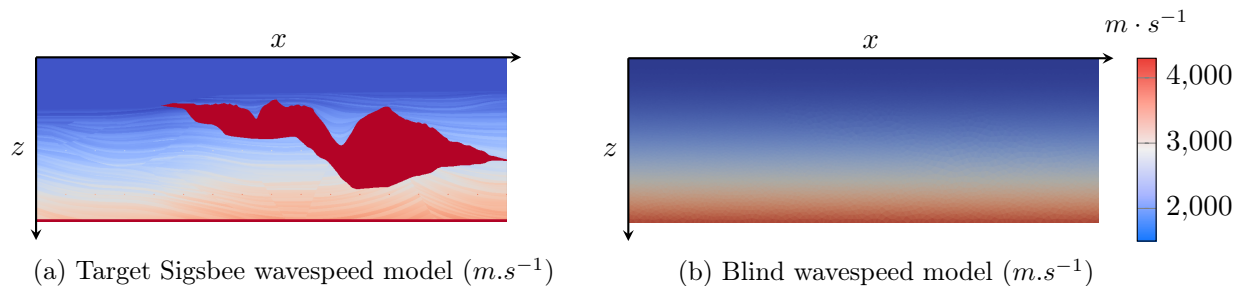 x
z
(a) Target Sigsbee wavespeed model (m.s⁻¹)
x
z
(b) Blind wavespeed model (m.s⁻¹)
m · s⁻¹
4,000
3,000
2,000